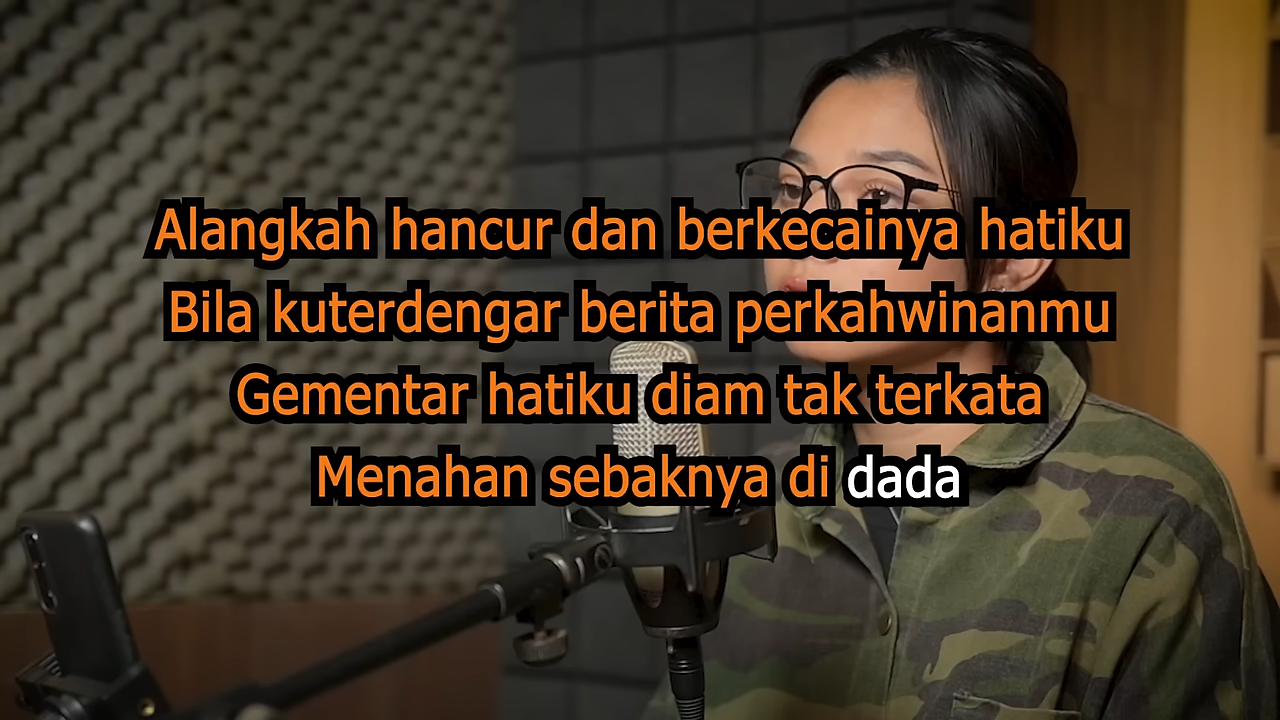 Alangkah hancur dan berkecainya hatiku
Bila kuterdengar berita perkahwinanmu
Gementar hatiku diam tak terkata
Menahan sebaknya di dada